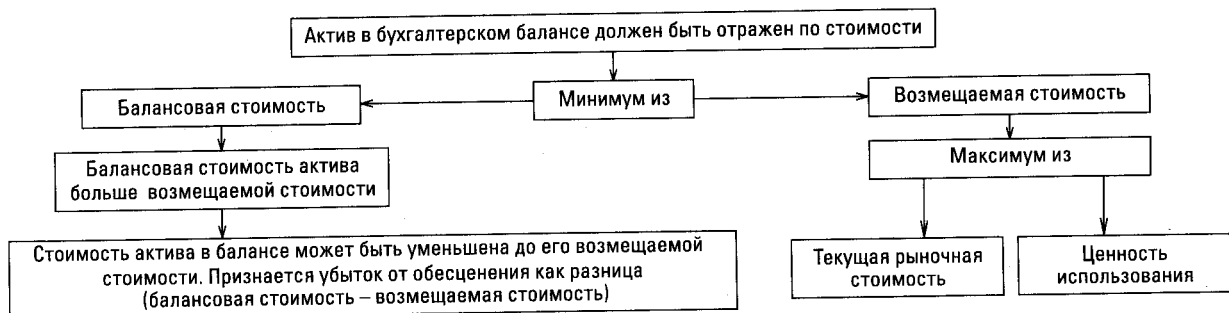 Актив в бухгалтерском балансе должен быть отражен по стоимости
Балансовая стоимость
Минимум из
Возмещаемая стоимость
Балансовая стоимость актива
больше возмещаемой стоимости
Максимум из
Стоимость актива в балансе может быть уменьшена до его возмещаемой
стоимости. Признается убыток от обесценения как разница
(балансовая стоимость – возмещаемая стоимость)
Текущая рыночная
стоимость
Ценность
использования